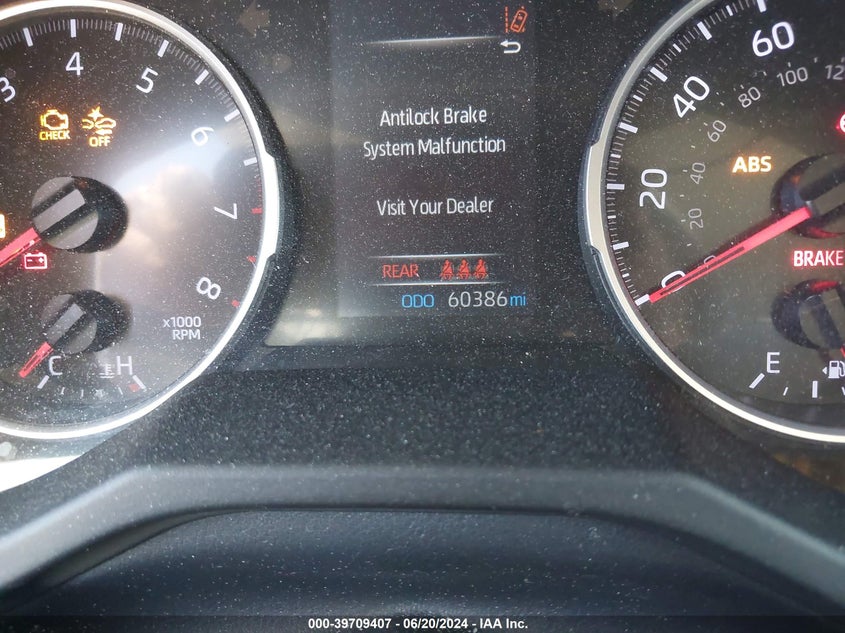 3 4 5 6 7 8
CHECK
OFF
x1000
RPM
C H
Antilock Brake
System Malfunction
Visit Your Dealer
REAR
ODO 60386 mi
0 20 40 60
0 20 40 60 80 100
ABS
BRAKE
E
000-39709407 - 06/20/2024 - IAA Inc.